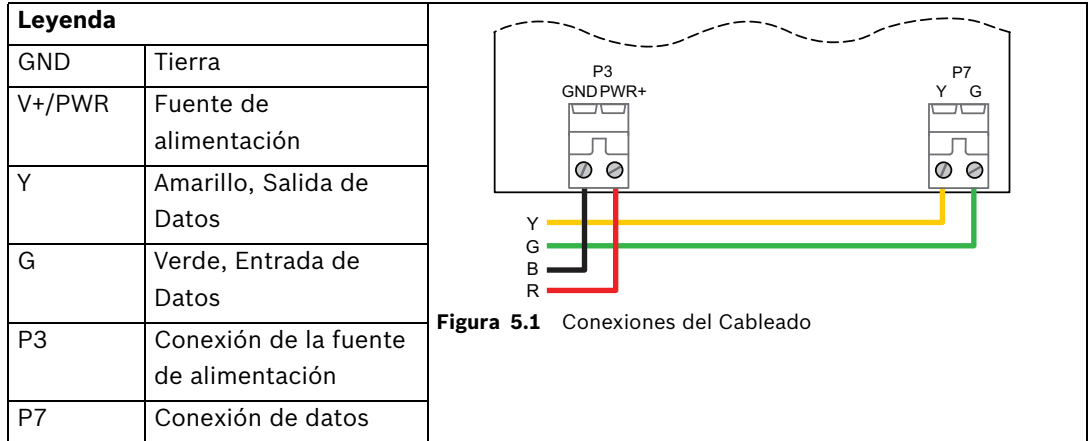 Leyenda
GND Tierra
V+/PWR Fuente de
alimentación
Y Amarillo, Salida de
Datos
G Verde, Entrada de
Datos
P3 Conexión de la fuente
de alimentación
P7 Conexión de datos
P3
GND PWR+
P7
Y G
Y
G
B
R
Figura 5.1 Conexiones del Cableado